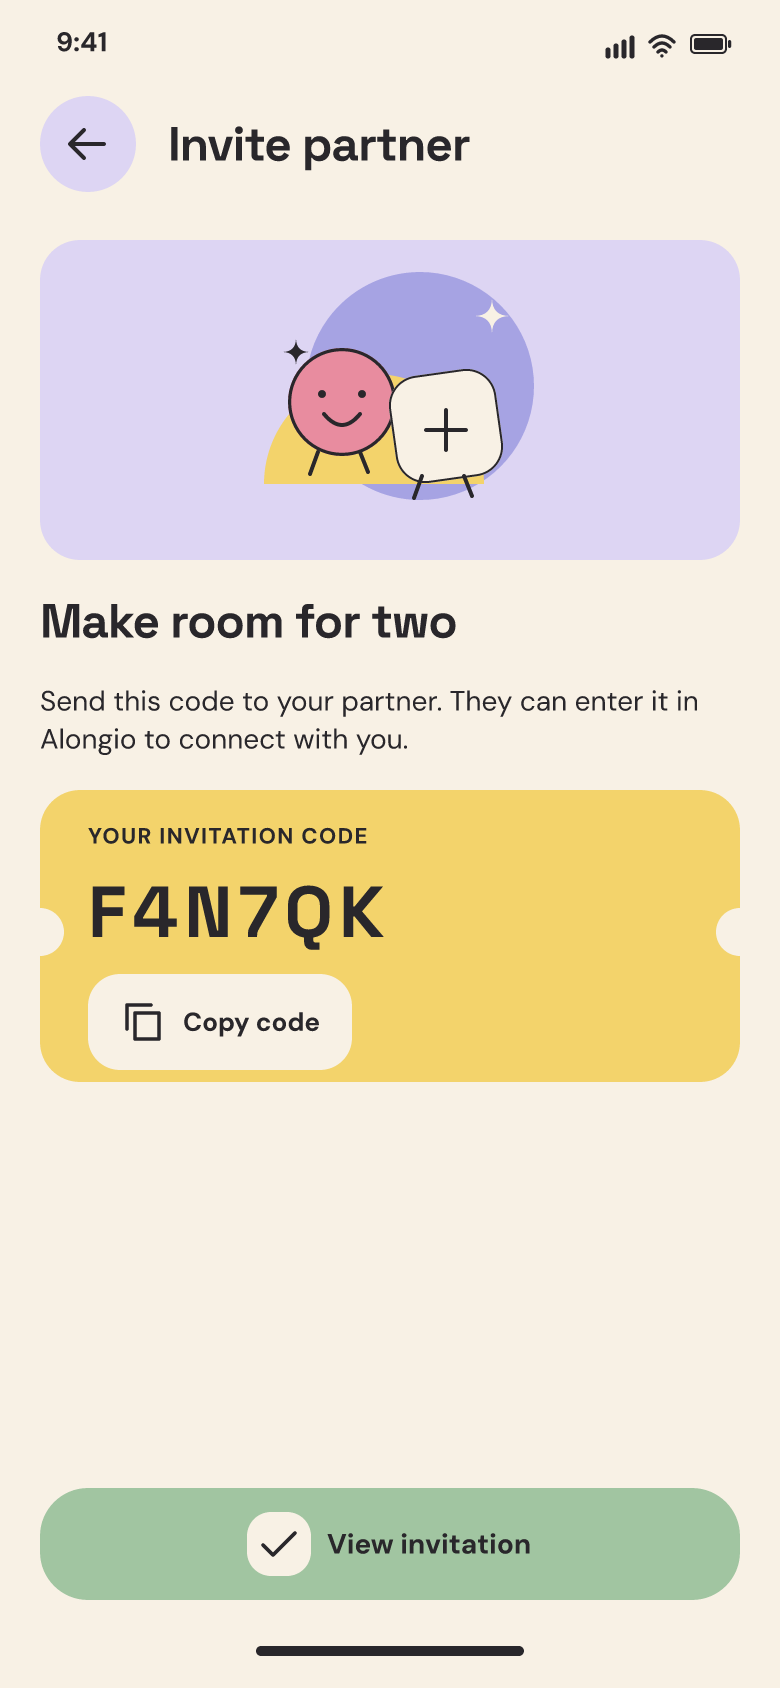 9:41
Invite partner
Make room for two
Send this code to your partner. They can enter it in
Alongio to connect with you.
YOUR INVITATION CODE
F4N7QK
Copy code
View invitation